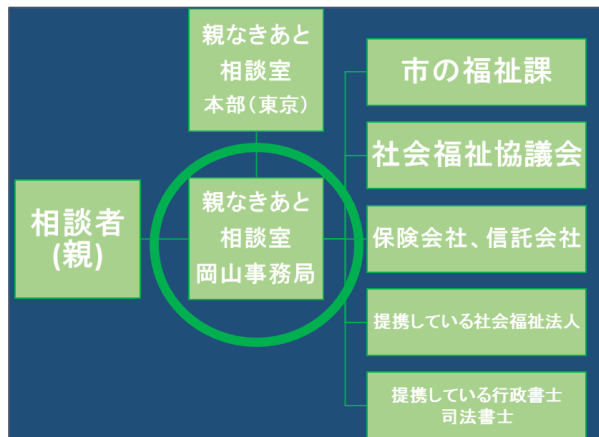 親なきあと
相談室
本部(東京)
相談者
(親)
親なきあと
相談室
岡山事務局
市の福祉課
社会福祉協議会
保険会社、信託会社
提携している社会福祉法人
提携している行政書士
司法書士